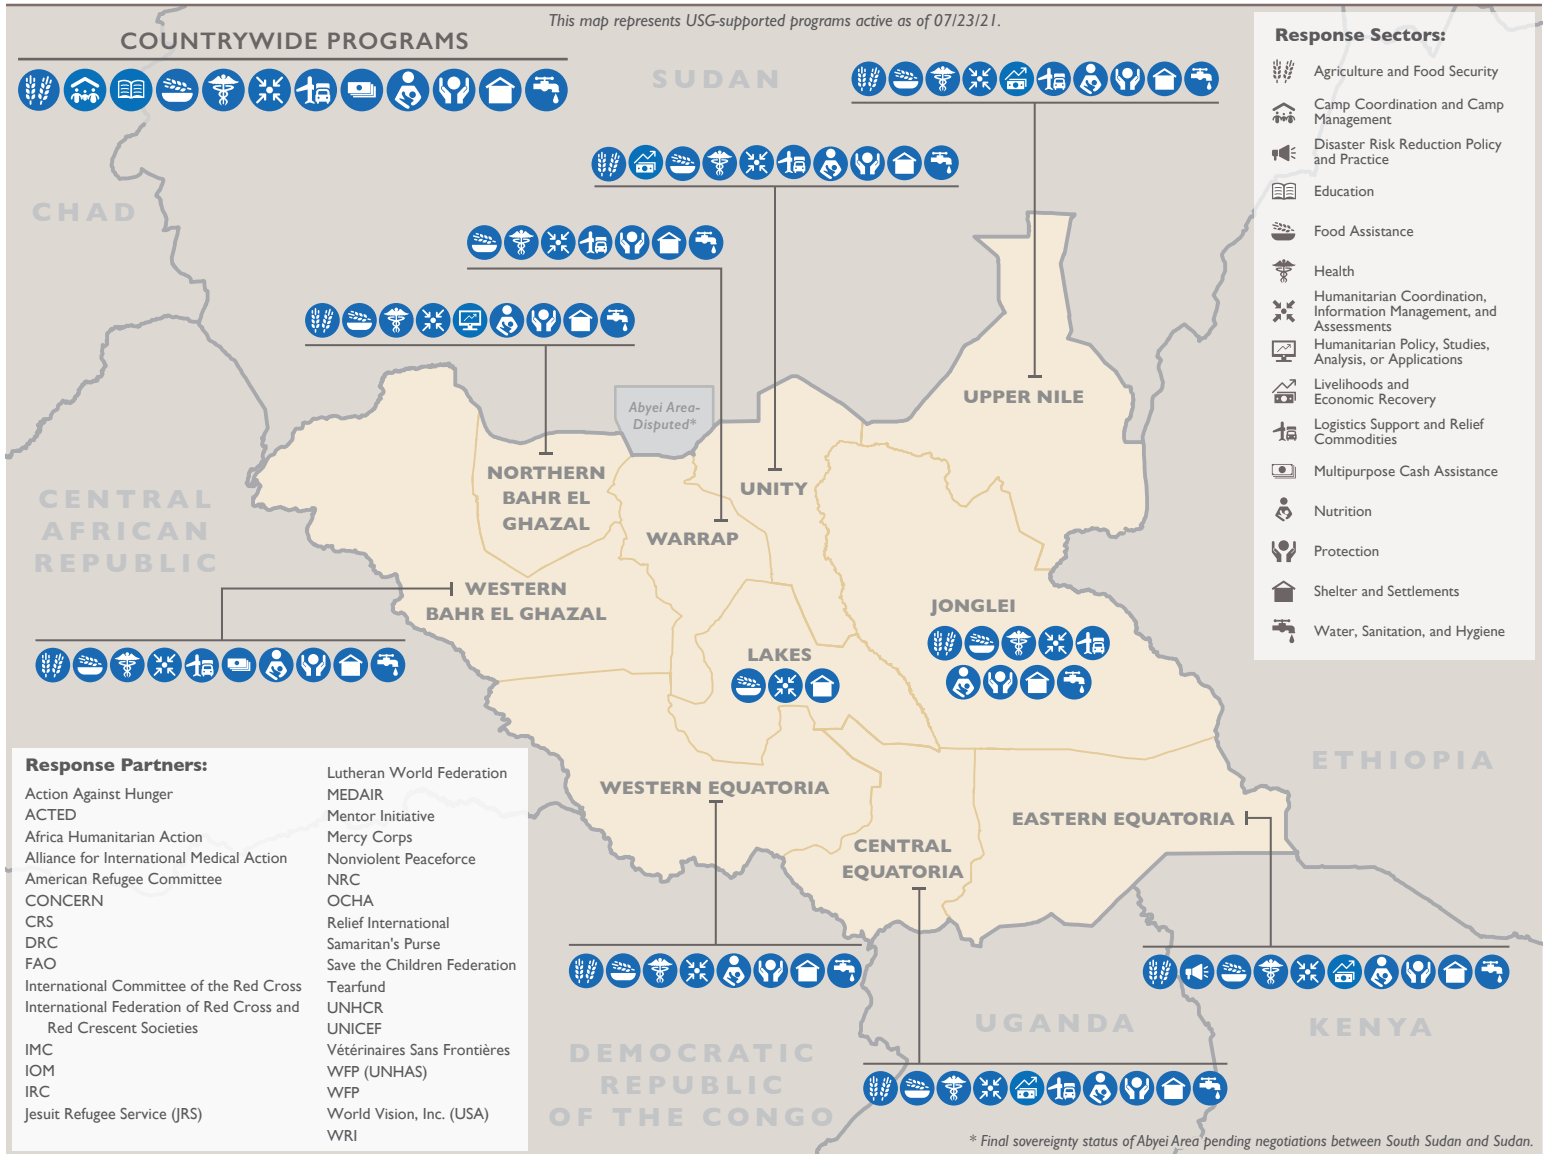 This map represents USG-supported programs active as of 07/23/21.
COUNTRYWIDE PROGRAMS
SUDAN
CHAD
CENTRAL
AFRICAN
REPUBLIC
Abyei Area-
Disputed*
UPPER NILE
NORTHERN
BAHR EL
GHAZAL
UNITY
WARRAP
WESTERN
BAHR EL GHAZAL
JONGLEI
LAKES
WESTERN EQUATORIA
EASTERN EQUATORIA
CENTRAL
EQUATORIA
ETHIOPIA
UGANDA
KENYA
DEMOCRATIC
REPUBLIC
OF THE CONGO
Response Sectors:
Agriculture and Food Security
Camp Coordination and Camp
Management
Disaster Risk Reduction Policy
and Practice
Education
Food Assistance
Health
Humanitarian Coordination,
Information Management, and
Assessments
Humanitarian Policy, Studies,
Analysis, or Applications
Livelihoods and
Economic Recovery
Logistics Support and Relief
Commodities
Multipurpose Cash Assistance
Nutrition
Protection
Shelter and Settlements
Water, Sanitation, and Hygiene
Response Partners:
Action Against Hunger
ACTED
Africa Humanitarian Action
Alliance for International Medical Action
American Refugee Committee
CONCERN
CRS
DRC
FAO
International Committee of the Red Cross
International Federation of Red Cross and
Red Crescent Societies
IMC
IOM
IRC
Jesuit Refugee Service (JRS)
Lutheran World Federation
MEDAIR
Mentor Initiative
Mercy Corps
Nonviolent Peaceforce
NRC
OCHA
Relief International
Samaritan's Purse
Save the Children Federation
Tearfund
UNHCR
UNICEF
Vétérinaires Sans Frontières
WFP (UNHAS)
WFP
World Vision, Inc. (USA)
WRI
* Final sovereignty status of Abyei Area pending negotiations between South Sudan and Sudan.